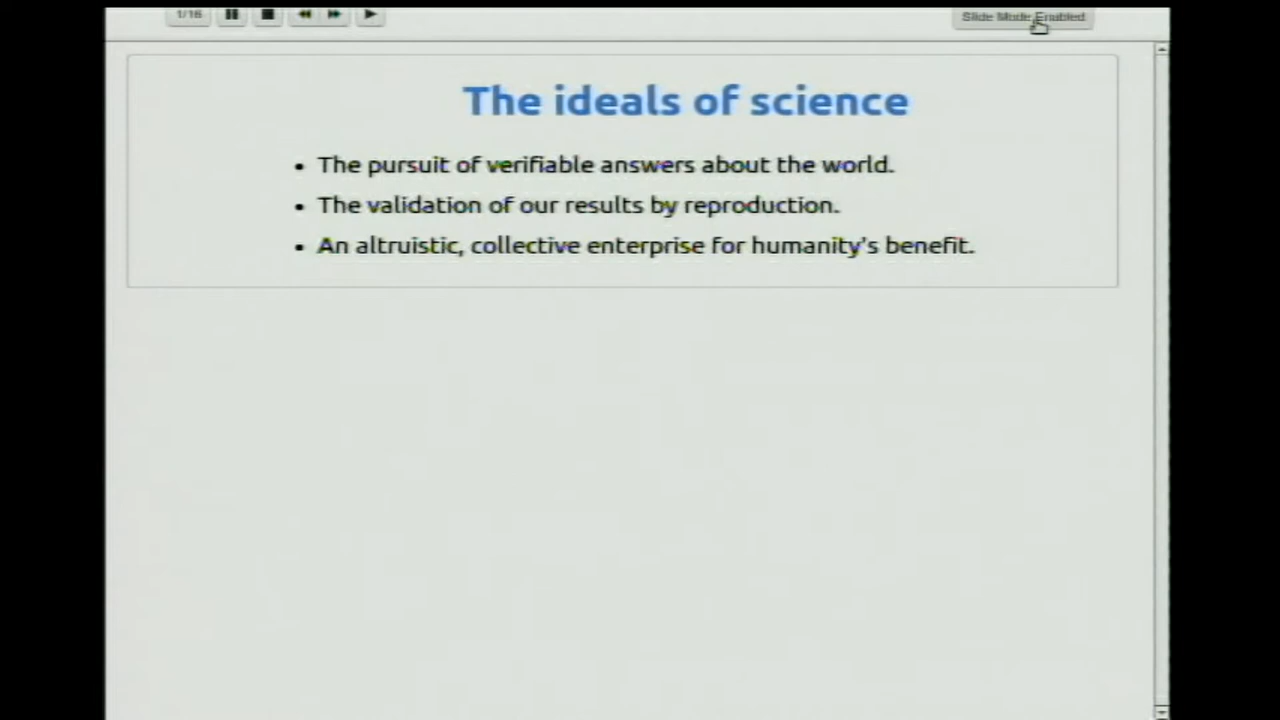 1/16
Slide Mode Enabled
The ideals of science
• The pursuit of verifiable answers about the world.
• The validation of our results by reproduction.
• An altruistic, collective enterprise for humanity's benefit.